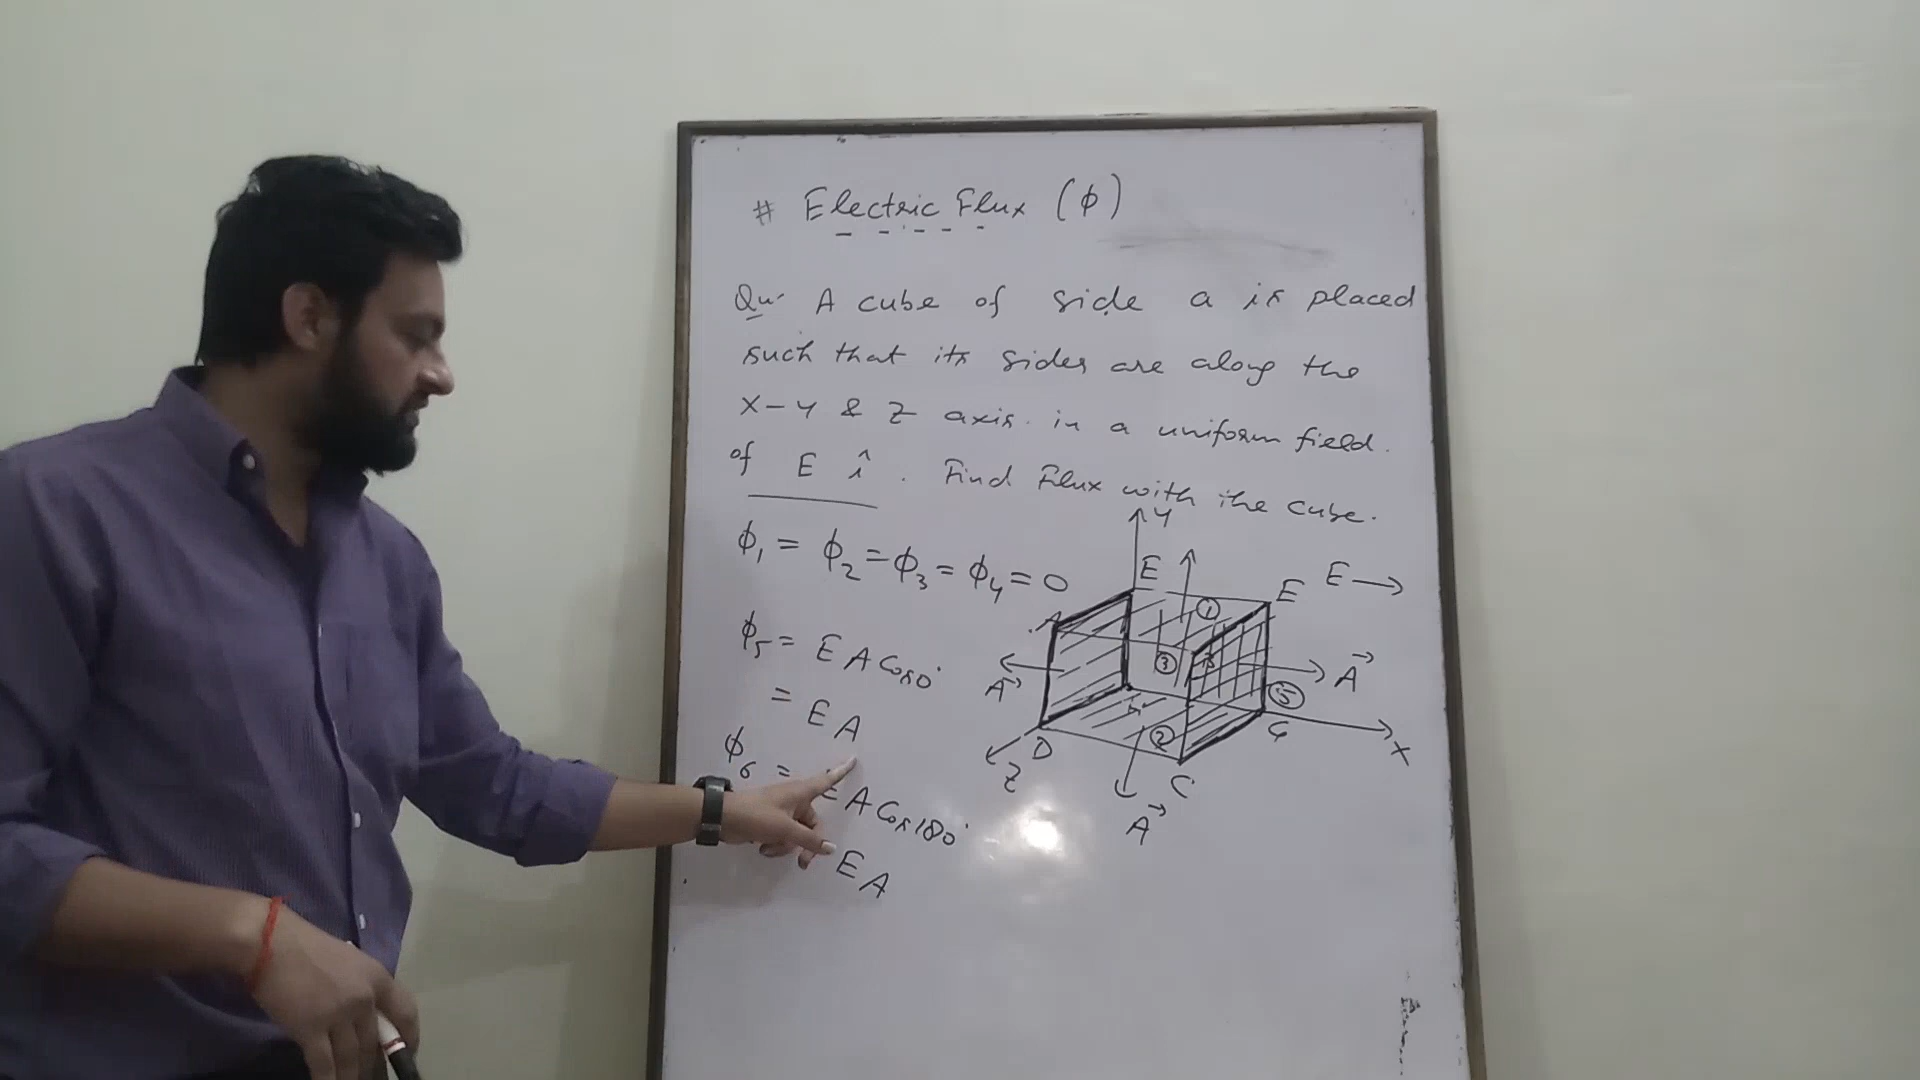 # Electric Flux (ϕ)
Qu. A cube of side a is placed
such that its sides are along the
X-Y & Z axis. in a uniform field.
of E î. Find Flux with the cube.
ϕ₁ = ϕ₂ = ϕ₃ = ϕ₄ = 0
ϕ₅ = E A Cos0°
= E A
ϕ₆ = E A Cos180°
E A
Y
E
E
E →
A
①
③
B
A⃗
A⃗
⑤
②
G
X
D
Z
C
A⃗